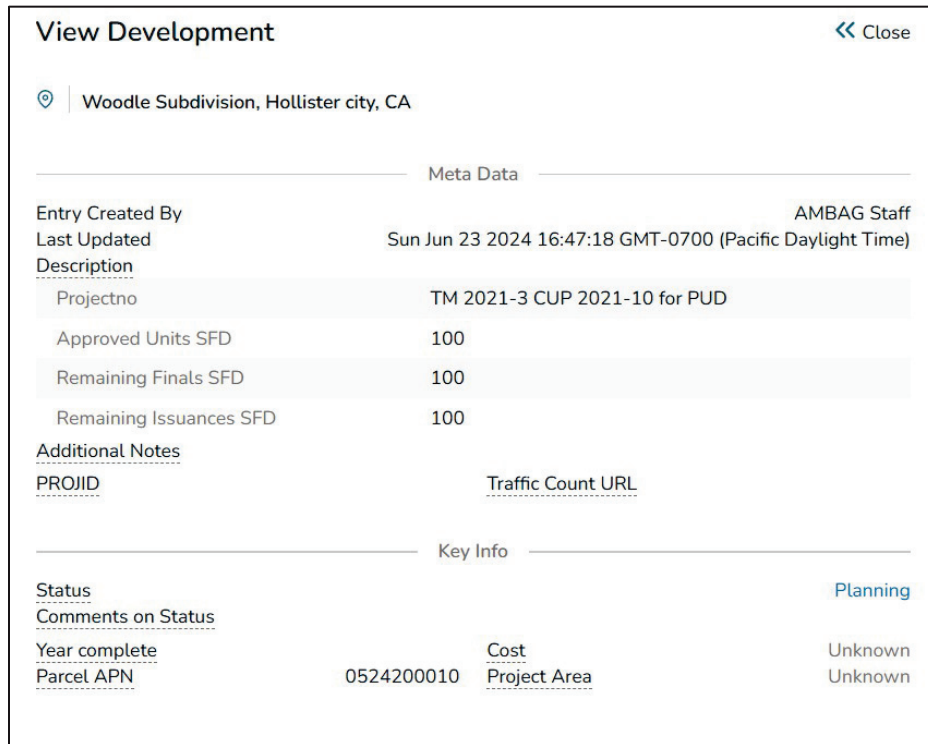 View Development
Close
Woodle Subdivision, Hollister city, CA
Meta Data
Entry Created By AMBAG Staff
Last Updated Sun Jun 23 2024 16:47:18 GMT-0700 (Pacific Daylight Time)
Description
Projectno TM 2021-3 CUP 2021-10 for PUD
Approved Units SFD 100
Remaining Finals SFD 100
Remaining Issuances SFD 100
Additional Notes
PROJID Traffic Count URL
Key Info
Status Planning
Comments on Status
Year complete Cost Unknown
Parcel APN 0524200010 Project Area Unknown